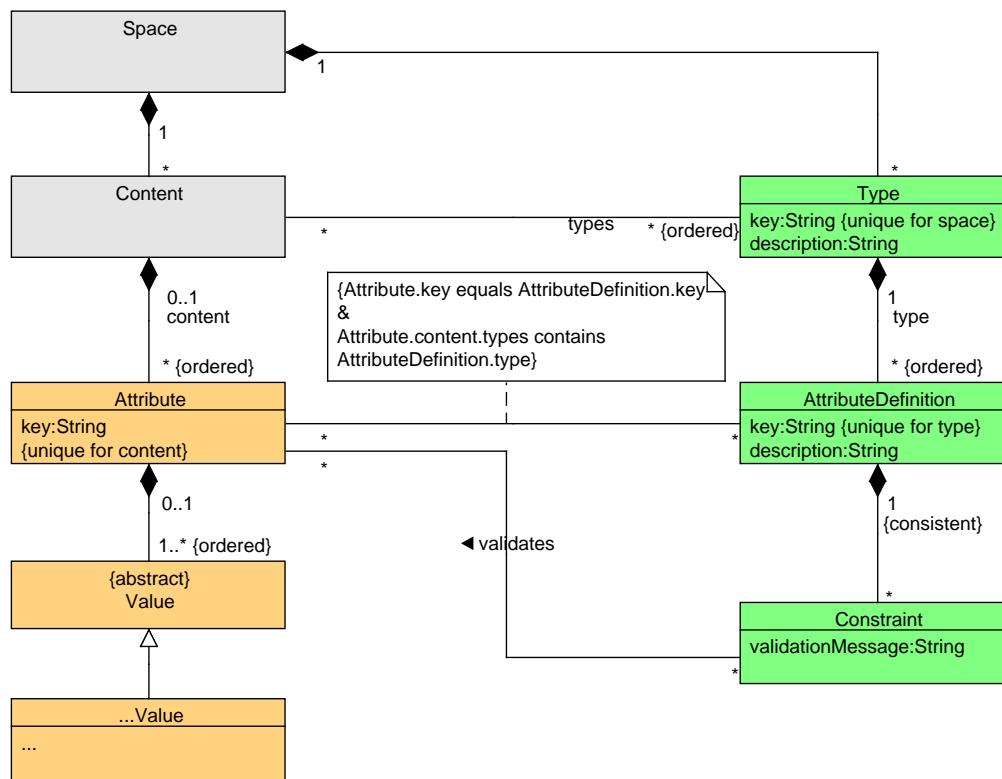 Space
1
1
*
*
Content
Type
key:String {unique for space}
description:String
*
types
* {ordered}
0..1
content
{Attribute.key equals AttributeDefinition.key
&
Attribute.content.types contains
AttributeDefinition.type}
1
type
* {ordered}
* {ordered}
Attribute
key:String
{unique for content}
AttributeDefinition
key:String {unique for type}
description:String
*
*
*
0..1
1
{consistent}
1..* {ordered}
◄ validates
{abstract}
Value
*
Constraint
validationMessage:String
*
...Value
...